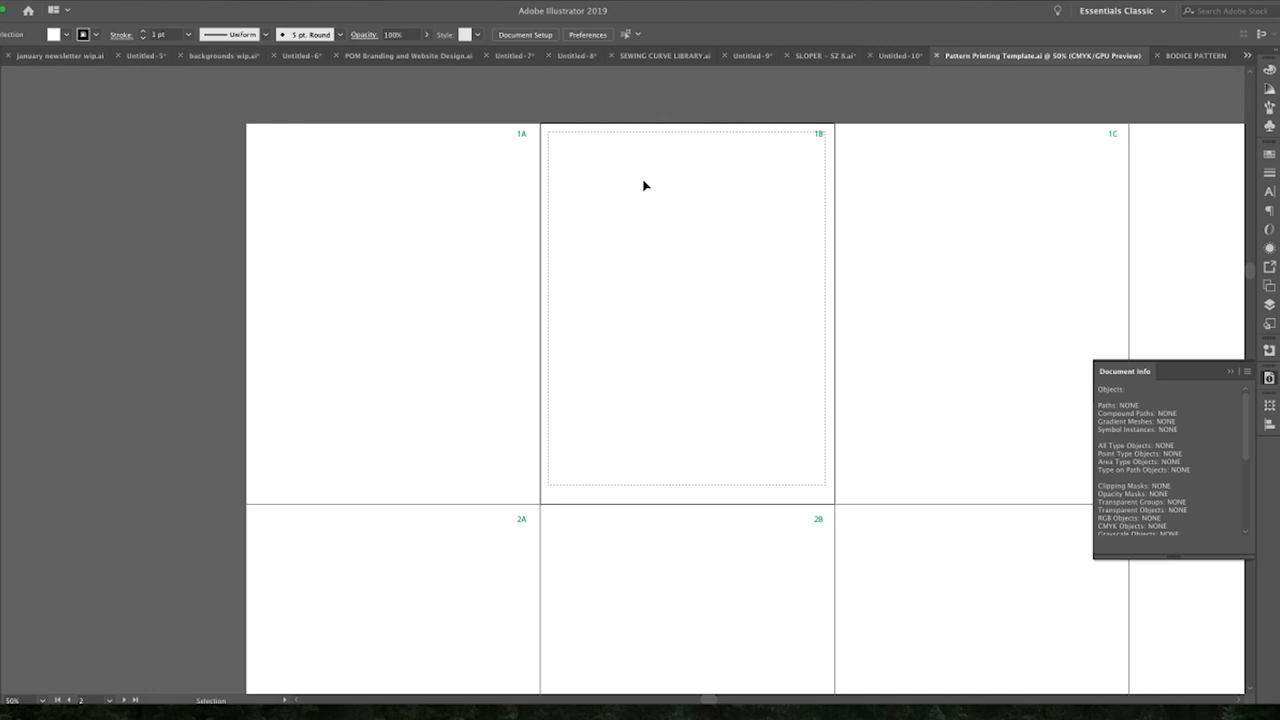 Adobe Illustrator 2019
Essentials Classic
Search Adobe Stock
lection
Stroke: 1 pt Uniform 5 pt. Round Opacity: 100% Style: Document Setup Preferences
january newsletter wip.ai Untitled-5* backgrounds wip.ai* Untitled-6* POM Branding and Website Design.ai Untitled-7* Untitled-8* SEWING CURVE LIBRARY.ai Untitled-9* SLOPER - SZ 8.ai* Untitled-10* Pattern Printing Template.ai @ 50% (CMYK/GPU Preview) BODICE PATTERN
1A 1B 1C
Document Info
Objects:
Paths: NONE
Compound Paths: NONE
Gradient Meshes: NONE
Symbol Instances: NONE
All Type Objects: NONE
Point Type Objects: NONE
Area Type Objects: NONE
Type on Path Objects: NONE
Clipping Masks: NONE
Opacity Masks: NONE
Transparent Groups: NONE
Transparent Objects: NONE
RGB Objects: NONE
CMYK Objects: NONE
Grayscale Objects: NONE
2A 2B
50% 2 Selection